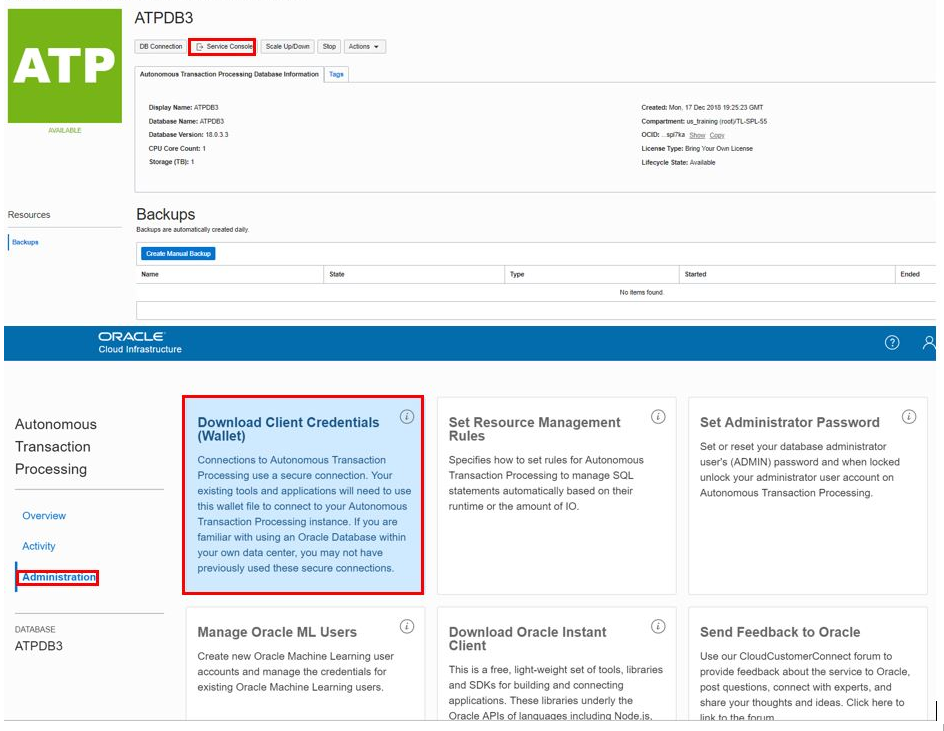 ATPDB3
ATP
AVAILABLE
DB Connection
Service Console
Scale Up/Down
Stop
Actions
Autonomous Transaction Processing Database Information
Tags
Display Name: ATPDB3
Database Name: ATPDB3
Database Version: 18.0.3.3
CPU Core Count: 1
Storage (TB): 1
Created: Mon, 17 Dec 2018 19:25:23 GMT
Compartment: us_training (root)/TL-SPL-55
OCID: ...spl7ka Show Copy
License Type: Bring Your Own License
Lifecycle State: Available
Resources
Backups
Backups
Backups are automatically created daily.
Create Manual Backup
Name
State
Type
Started
Ended
No items found.
ORACLE
Cloud Infrastructure
Autonomous
Transaction
Processing
Overview
Activity
Administration
DATABASE
ATPDB3
Download Client Credentials
(Wallet)
Connections to Autonomous Transaction
Processing use a secure connection. Your
existing tools and applications will need to use
this wallet file to connect to your Autonomous
Transaction Processing instance. If you are
familiar with using an Oracle Database within
your own data center, you may not have
previously used these secure connections.
Set Resource Management
Rules
Specifies how to set rules for Autonomous
Transaction Processing to manage SQL
statements automatically based on their
runtime or the amount of IO.
Set Administrator Password
Set or reset your database administrator
user's (ADMIN) password and when locked
unlock your administrator user account on
Autonomous Transaction Processing.
Manage Oracle ML Users
Create new Oracle Machine Learning user
accounts and manage the credentials for
existing Oracle Machine Learning users.
Download Oracle Instant
Client
This is a free, light-weight set of tools, libraries
and SDKs for building and connecting
applications. These libraries underly the
Oracle APIs of languages including Node.js,
Send Feedback to Oracle
Use our CloudCustomerConnect forum to
provide feedback about the service to Oracle,
post questions, connect with experts, and
share your thoughts and ideas. Click here to
link to the forum